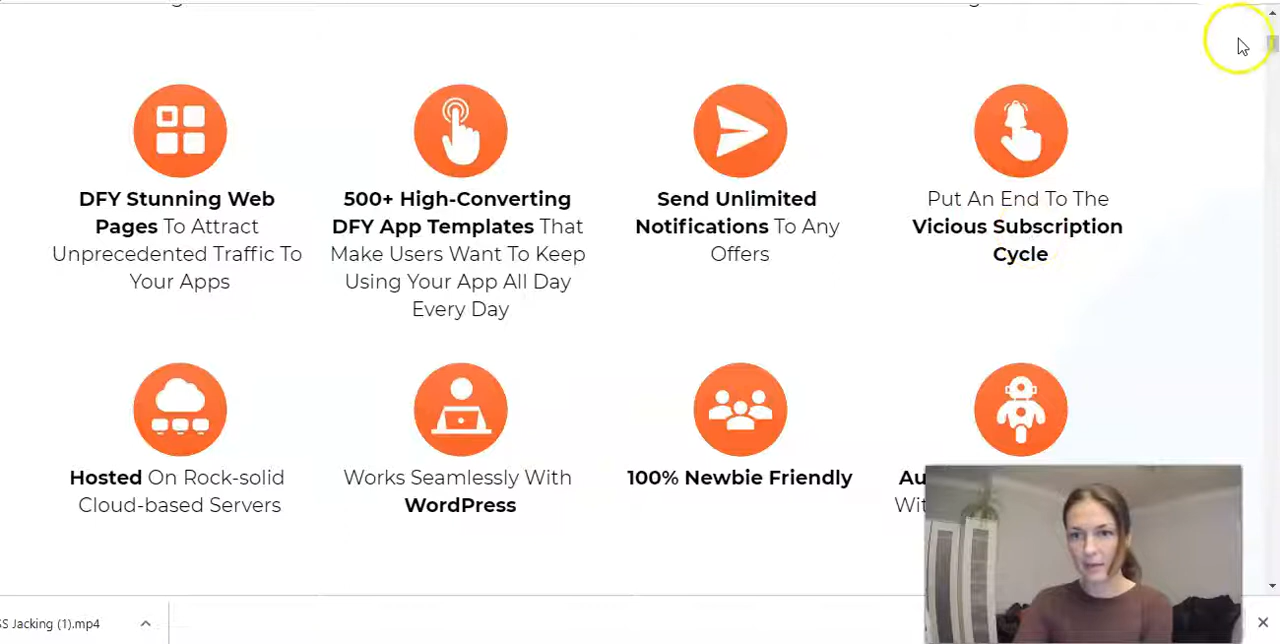 DFY Stunning Web
Pages To Attract
Unprecedented Traffic To
Your Apps
500+ High-Converting
DFY App Templates That
Make Users Want To Keep
Using Your App All Day
Every Day
Send Unlimited
Notifications To Any
Offers
Put An End To The
Vicious Subscription
Cycle
Hosted On Rock-solid
Cloud-based Servers
Works Seamlessly With
WordPress
100% Newbie Friendly
Jacking (1).mp4